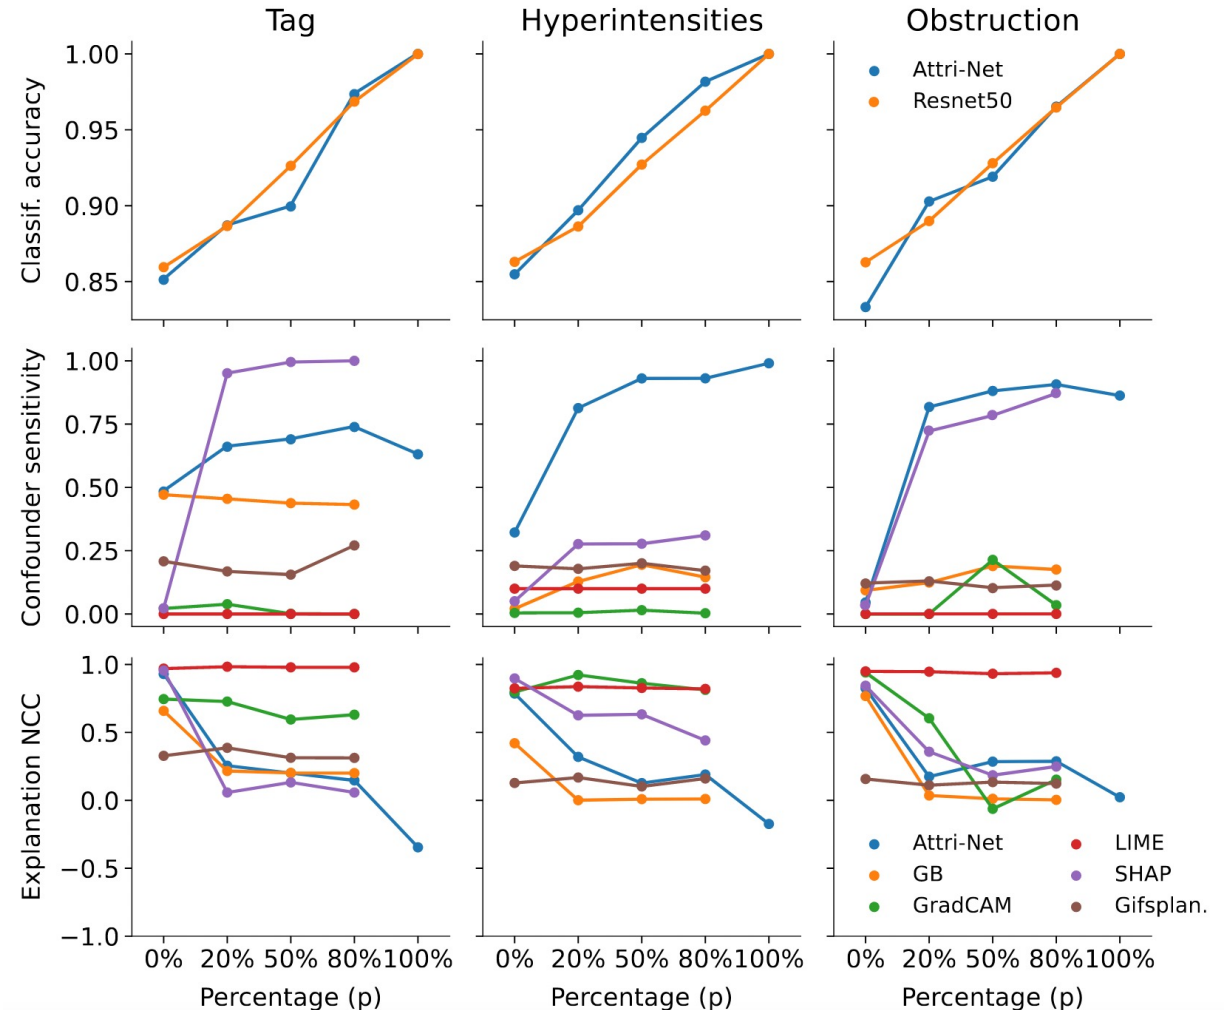 Tag Hyperintensities Obstruction
Classif. accuracy
1.00
0.95
0.90
0.85
Attri-Net
Resnet50
Confounder sensitivity
1.00
0.75
0.50
0.25
0.00
Explanation NCC
1.0
0.5
0.0
−0.5
−1.0
Attri-Net LIME
GB SHAP
GradCAM Gifsplan.
0% 20% 50% 80% 100% 0% 20% 50% 80% 100% 0% 20% 50% 80% 100%
Percentage (p) Percentage (p) Percentage (p)